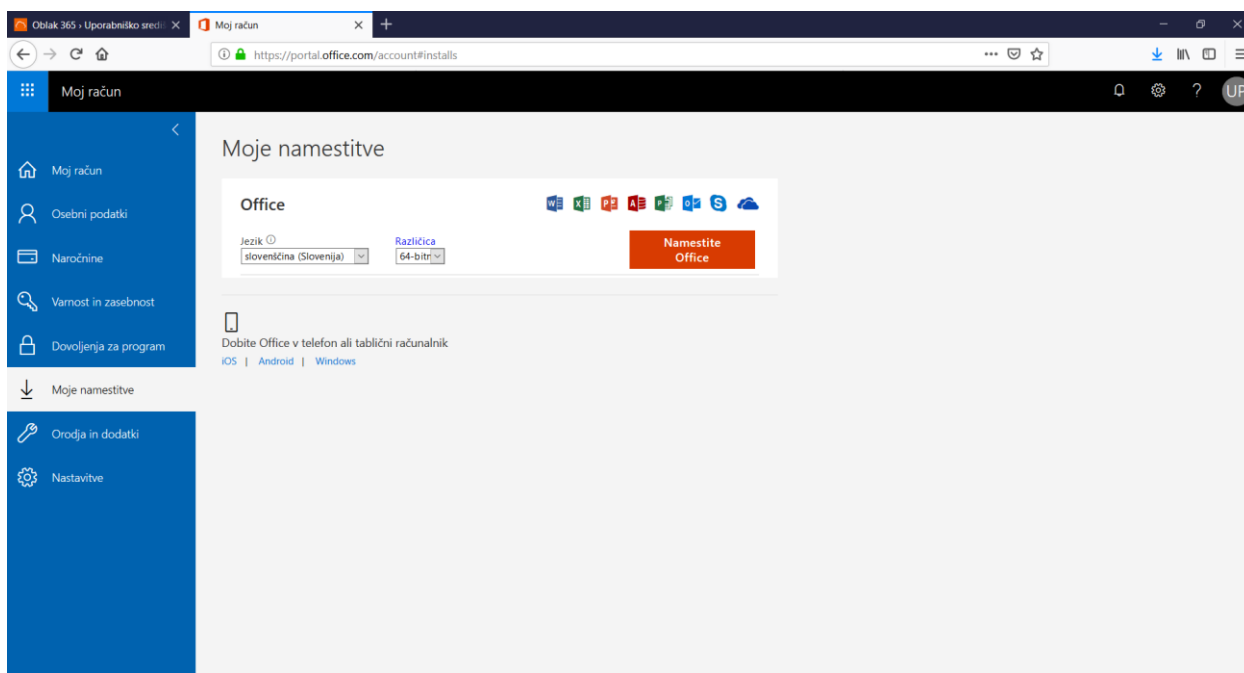 Oblak 365 › Uporabniško sredi
Moj račun
https://portal.office.com/account#installs
Moj račun
UP
Moj račun
Osebni podatki
Naročnine
Varnost in zasebnost
Dovoljenja za program
Moje namestitve
Orodja in dodatki
Nastavitve
Moje namestitve
Office
Jezik
Različica
slovenščina (Slovenija)
64-bitr
Namestite
Office
Dobite Office v telefon ali tablični računalnik
iOS | Android | Windows